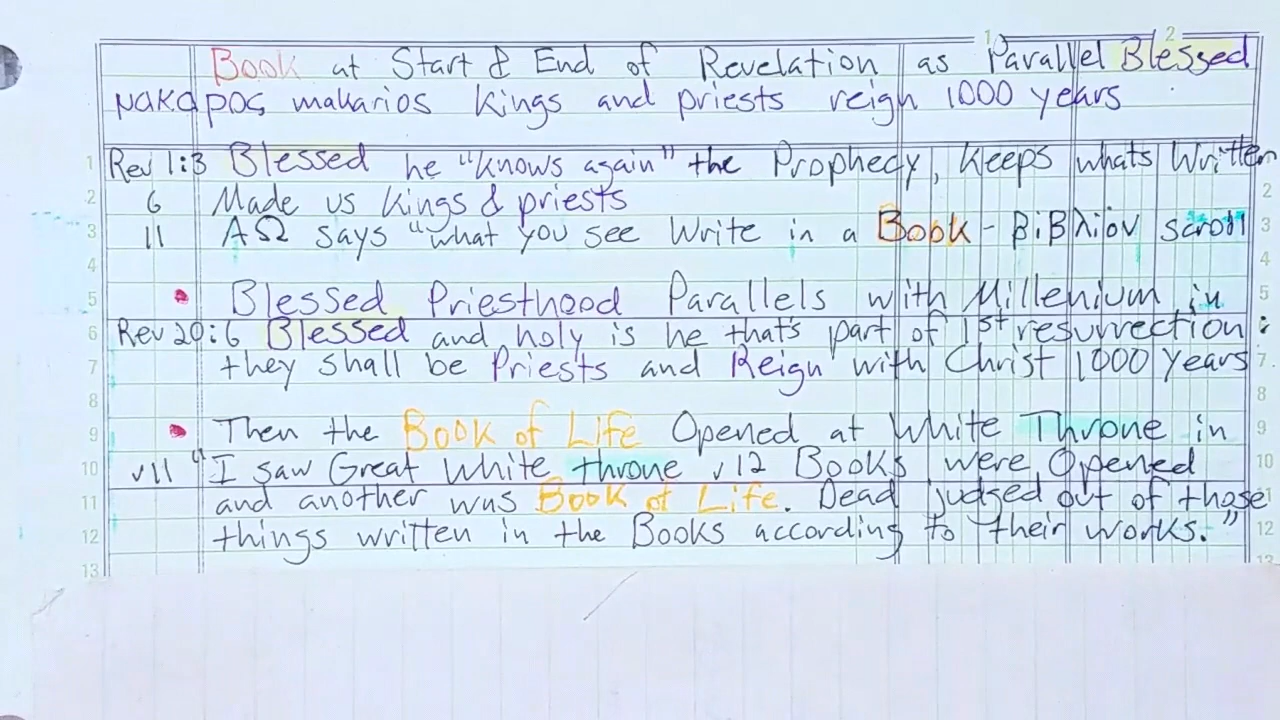 Book at Start & End of Revelation as Parallel Blessed
μακαρος makarios Kings and priests reign 1000 years
Rev 1:3 Blessed he "knows again" the Prophecy, Keeps whats Written
6 Made us Kings & priests
11 ΑΩ says "what you see Write in a Book - βιβλίον scroll
• Blessed Priesthood Parallels with Millenium in
Rev 20:6 Blessed and holy is he that's part of 1st resurrection:
they shall be Priests and Reign with Christ 1000 years
• Then the Book of Life Opened at White Throne in
v11 "I saw Great White throne v12 Books were Opened
and another was Book of Life. Dead judged out of those
things written in the Books according to their works."